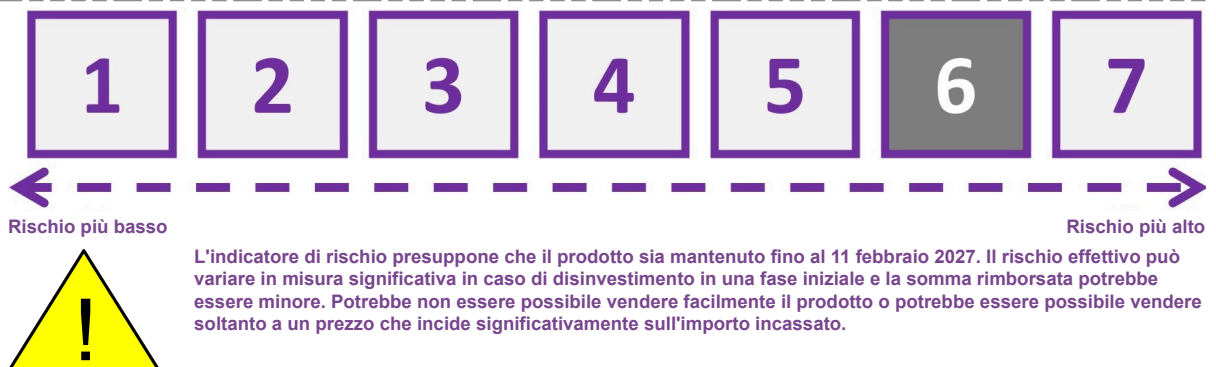 1 2 3 4 5 6 7
Rischio più basso Rischio più alto
L'indicatore di rischio presuppone che il prodotto sia mantenuto fino al 11 febbraio 2027. Il rischio effettivo può
variare in misura significativa in caso di disinvestimento in una fase iniziale e la somma rimborsata potrebbe
essere minore. Potrebbe non essere possibile vendere facilmente il prodotto o potrebbe essere possibile vendere
soltanto a un prezzo che incide significativamente sull'importo incassato.
!